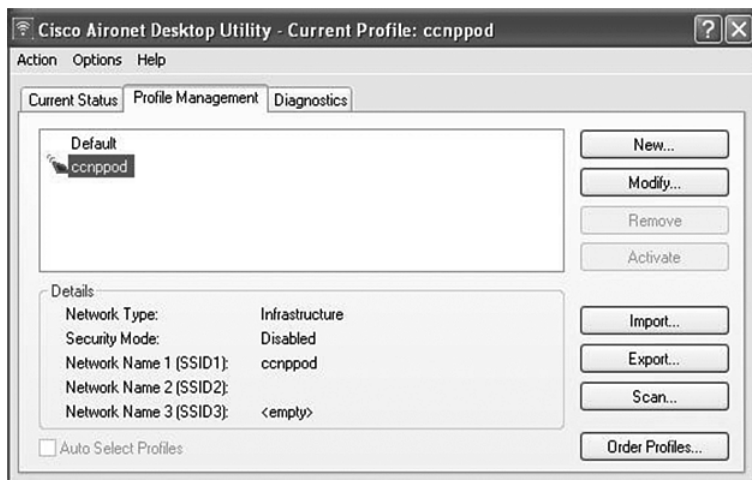 Cisco Aironet Desktop Utility - Current Profile: ccnppod
Action Options Help
Current Status Profile Management Diagnostics
Default
ccnppod
New...
Modify...
Remove
Activate
Details
Network Type: Infrastructure
Security Mode: Disabled
Network Name 1 (SSID1): ccnppod
Network Name 2 (SSID2):
Network Name 3 (SSID3): <empty>
Import...
Export...
Scan...
Auto Select Profiles
Order Profiles...